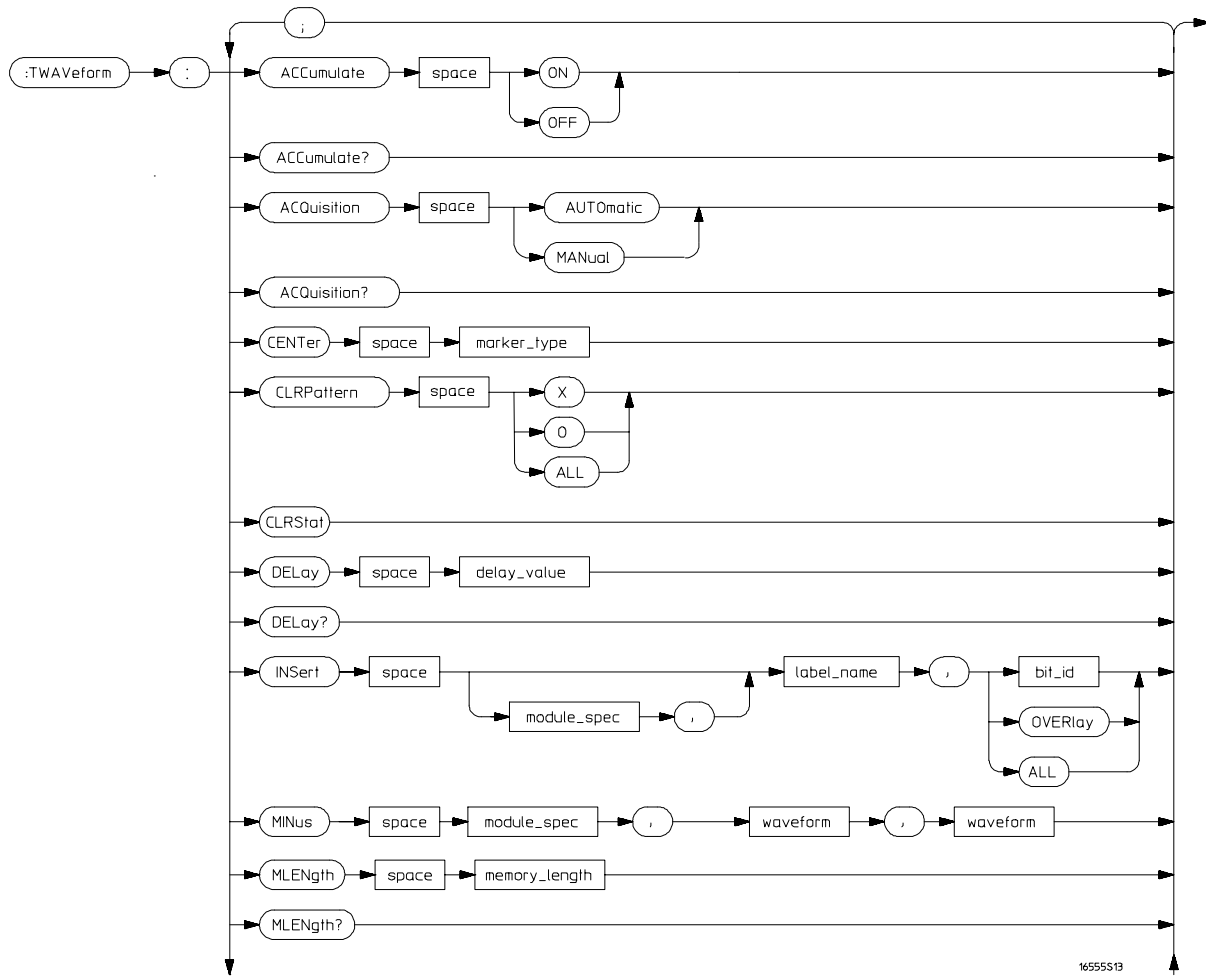 ;
:TWAVeform : ACCumulate space ON
OFF
ACCumulate?
ACQuisition space AUTOmatic
MANual
ACQuisition?
CENTer space marker_type
CLRPattern space X
O
ALL
CLRStat
DELay space delay_value
DELay?
INSert space label_name , bit_id
module_spec , OVERlay
ALL
MINus space module_spec , waveform , waveform
MLENgth space memory_length
MLENgth?
16555S13